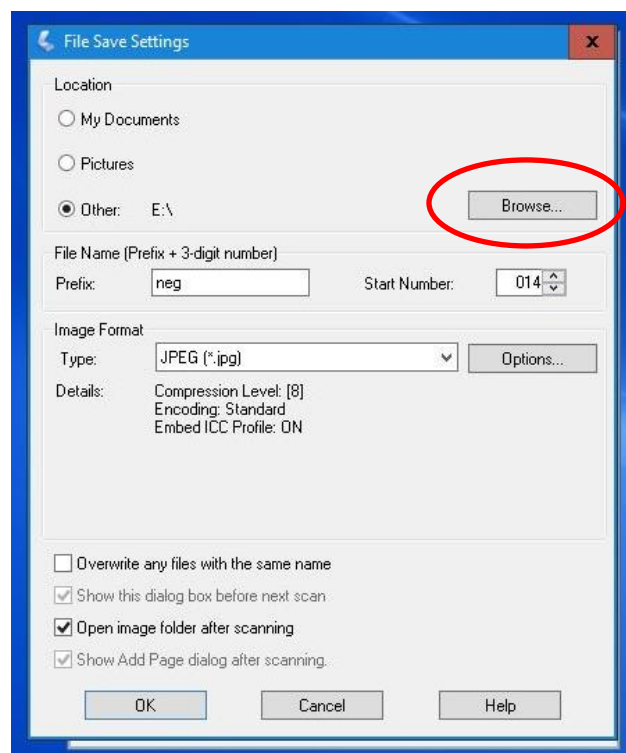 File Save Settings
x
Location
My Documents
Pictures
Other: E:\
Browse...
File Name (Prefix + 3-digit number)
Prefix: neg Start Number: 014
Image Format
Type: JPEG (*.jpg) Options...
Details: Compression Level: [8]
Encoding: Standard
Embed ICC Profile: ON
Overwrite any files with the same name
Show this dialog box before next scan
Open image folder after scanning
Show Add Page dialog after scanning.
OK Cancel Help